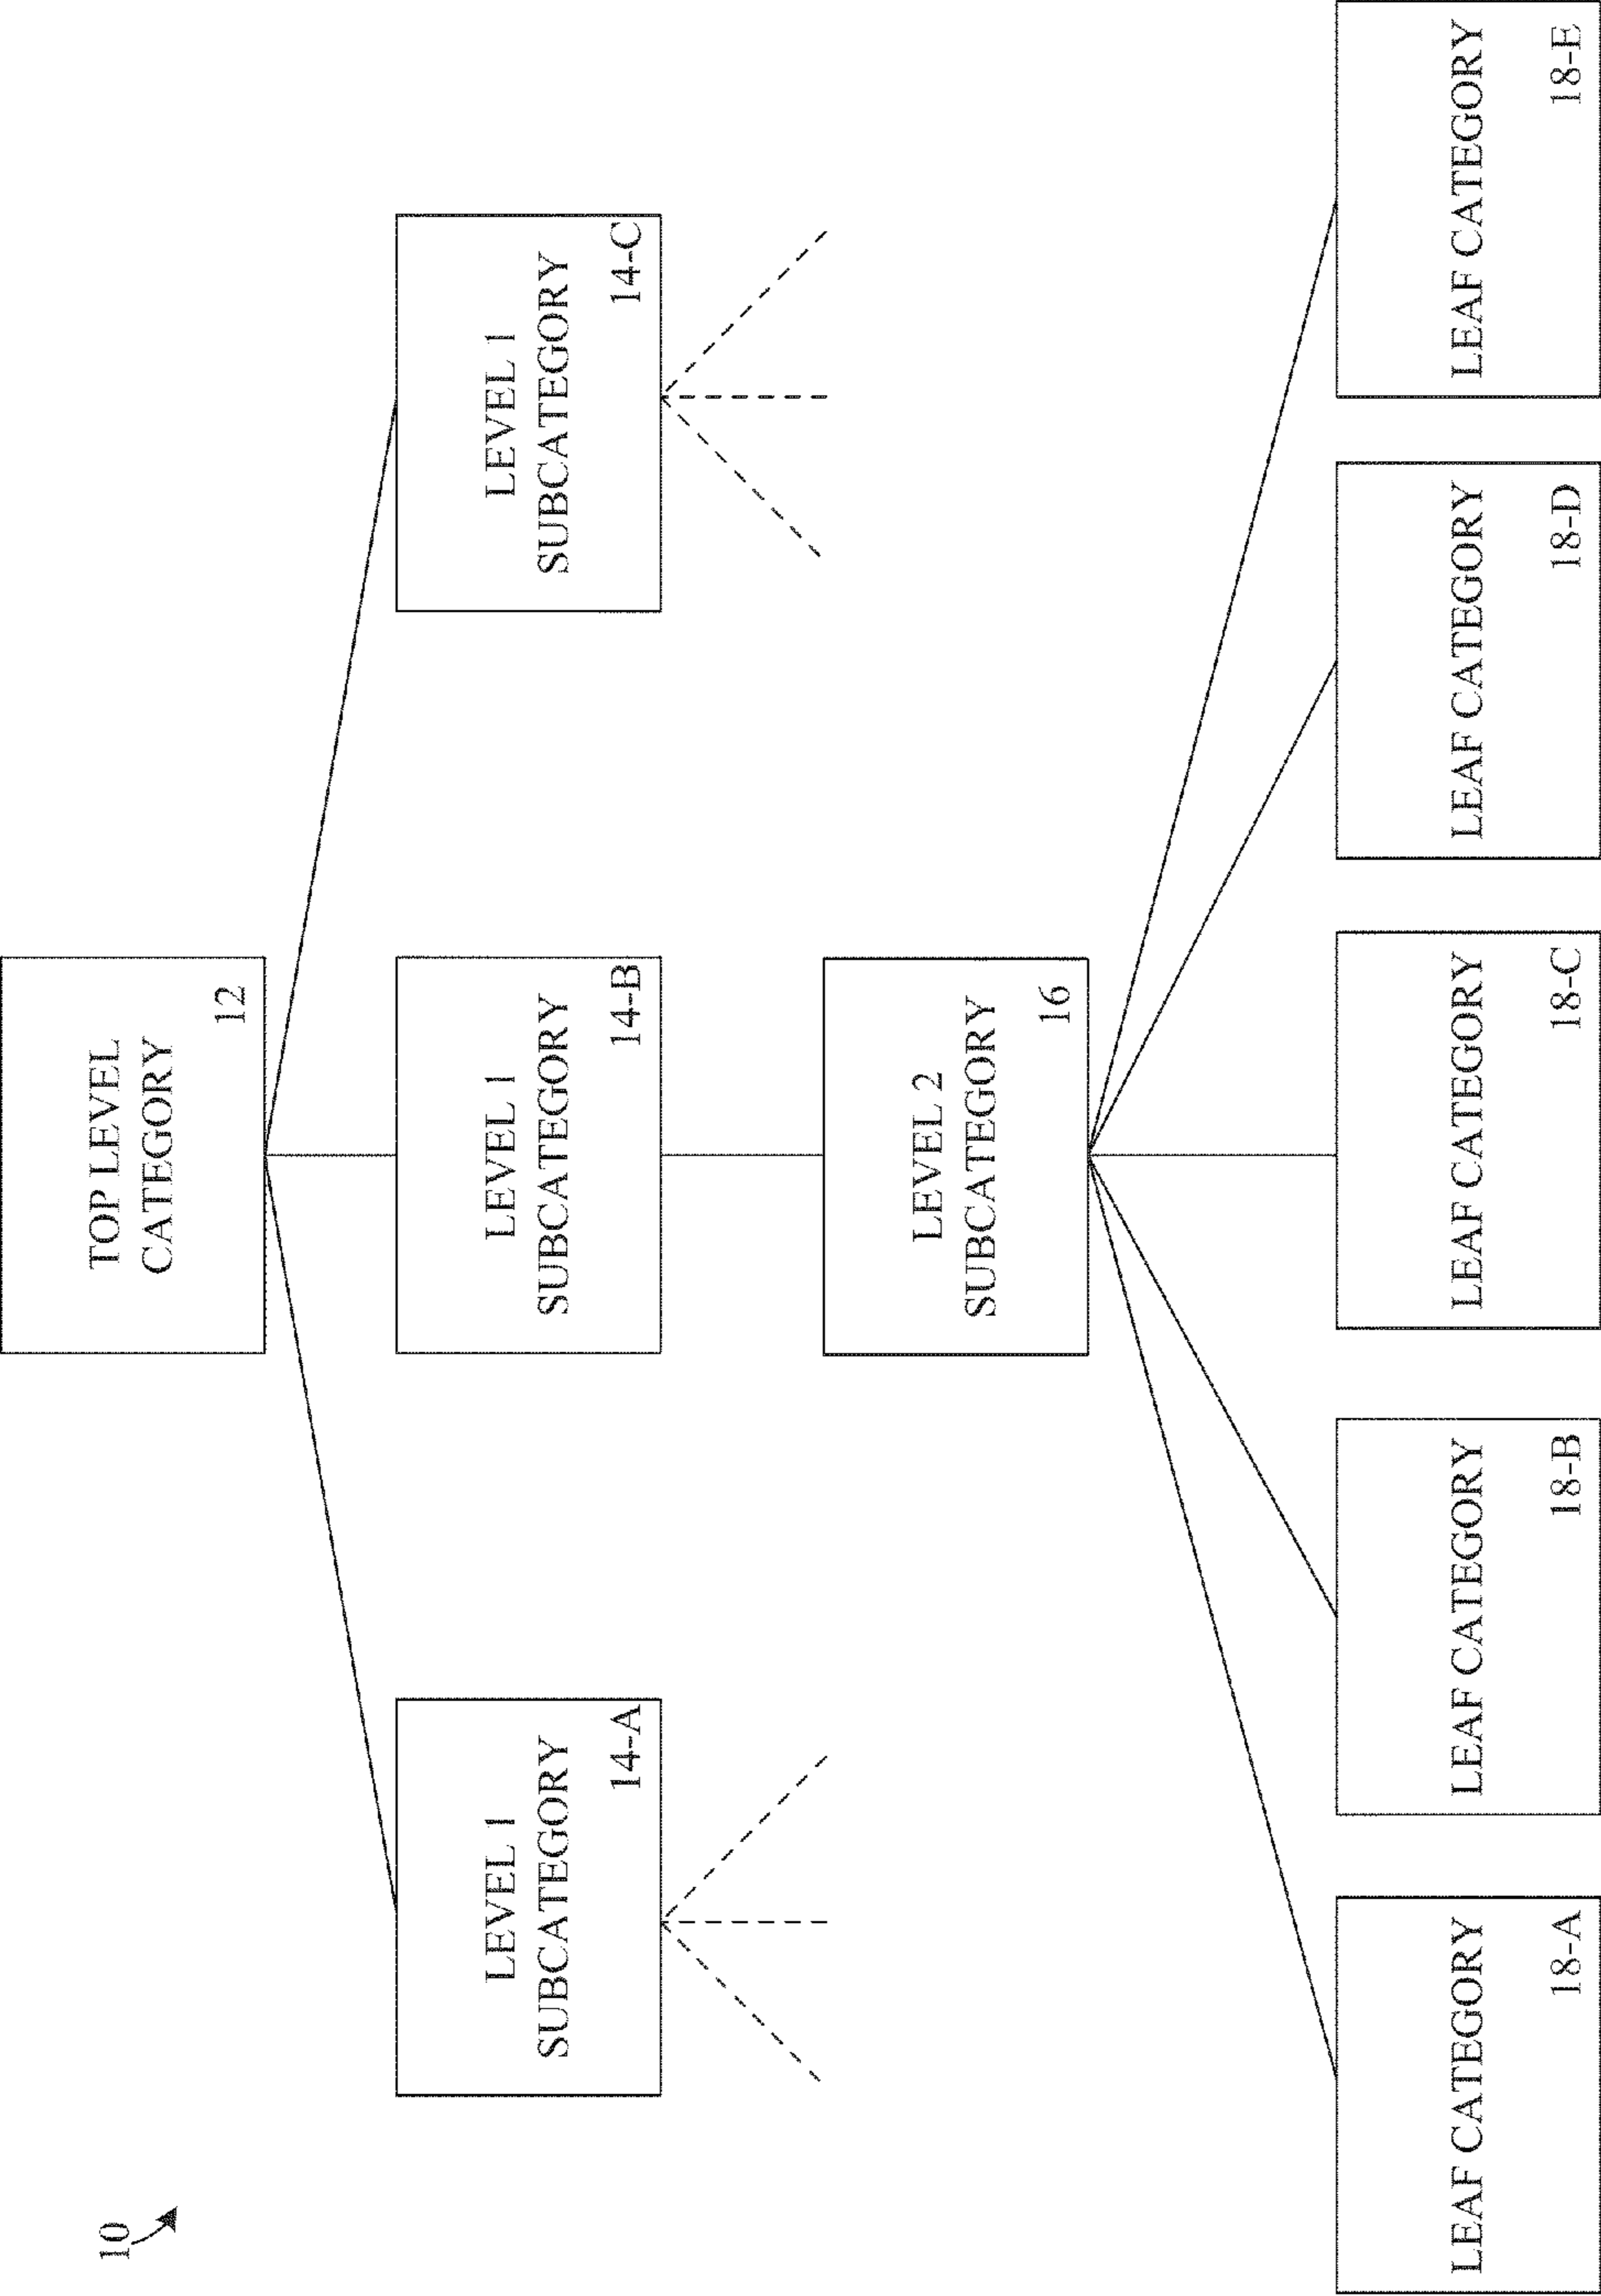 10
TOP LEVEL
CATEGORY
12
LEVEL 1
SUBCATEGORY
14-A
LEVEL 1
SUBCATEGORY
14-B
LEVEL 1
SUBCATEGORY
14-C
LEVEL 2
SUBCATEGORY
16
LEAF CATEGORY
18-A
LEAF CATEGORY
18-B
LEAF CATEGORY
18-C
LEAF CATEGORY
18-D
LEAF CATEGORY
18-E